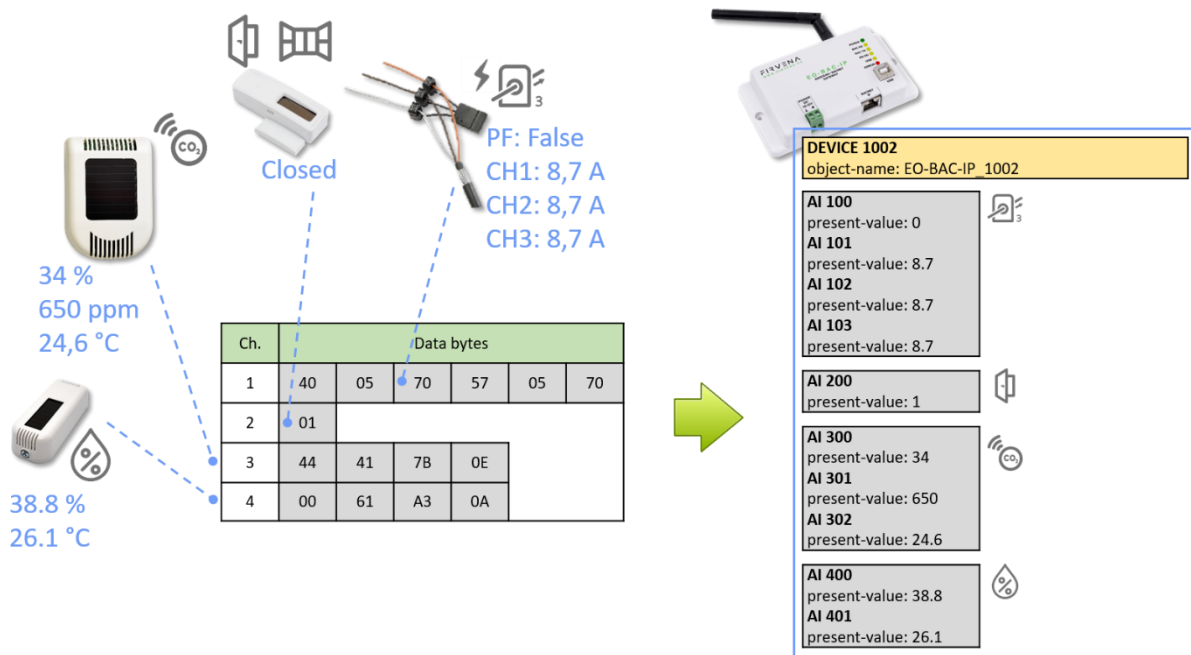 CO₂
3
PF: False
CH1: 8,7 A
CH2: 8,7 A
CH3: 8,7 A
Closed
34 %
650 ppm
24,6 °C
%
38.8 %
26.1 °C
Ch. Data bytes
1 40 05 70 57 05 70
2 01
3 44 41 7B 0E
4 00 61 A3 0A
FIRVENA
EO-BAC-IP
DEVICE 1002
object-name: EO-BAC-IP_1002
AI 100
present-value: 0
AI 101
present-value: 8.7
AI 102
present-value: 8.7
AI 103
present-value: 8.7
3
AI 200
present-value: 1
AI 300
present-value: 34
AI 301
present-value: 650
AI 302
present-value: 24.6
CO₂
AI 400
present-value: 38.8
AI 401
present-value: 26.1
%